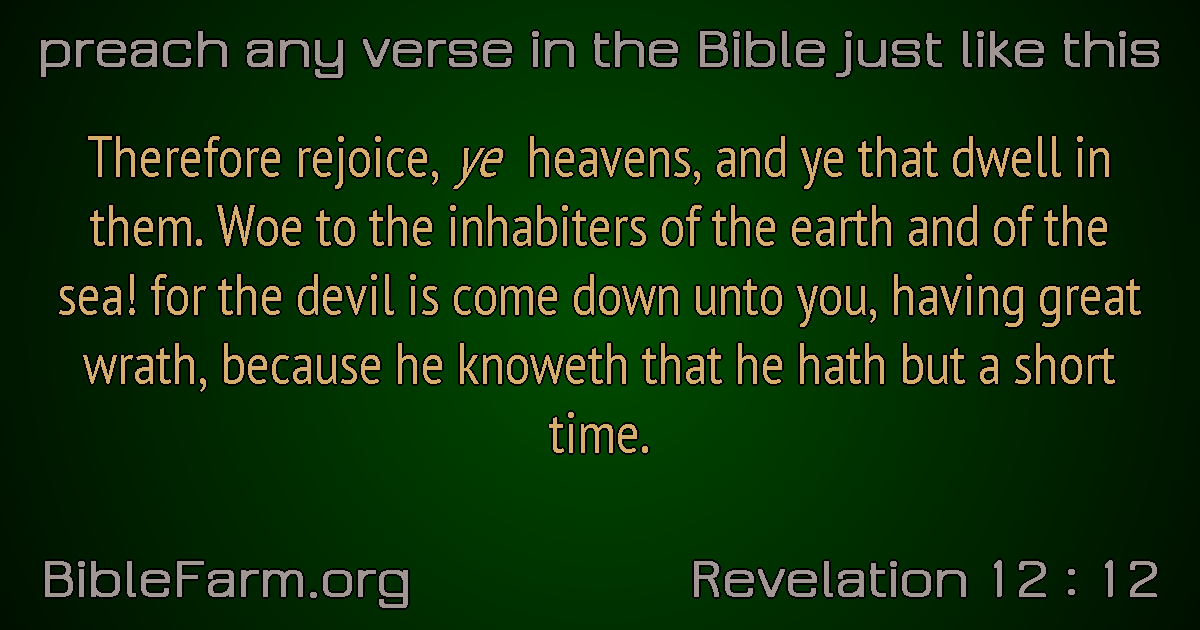 preach any verse in the Bible just like this
Therefore rejoice, ye heavens, and ye that dwell in
them. Woe to the inhabiters of the earth and of the
sea! for the devil is come down unto you, having great
wrath, because he knoweth that he hath but a short
time.
BibleFarm.org
Revelation 12 : 12